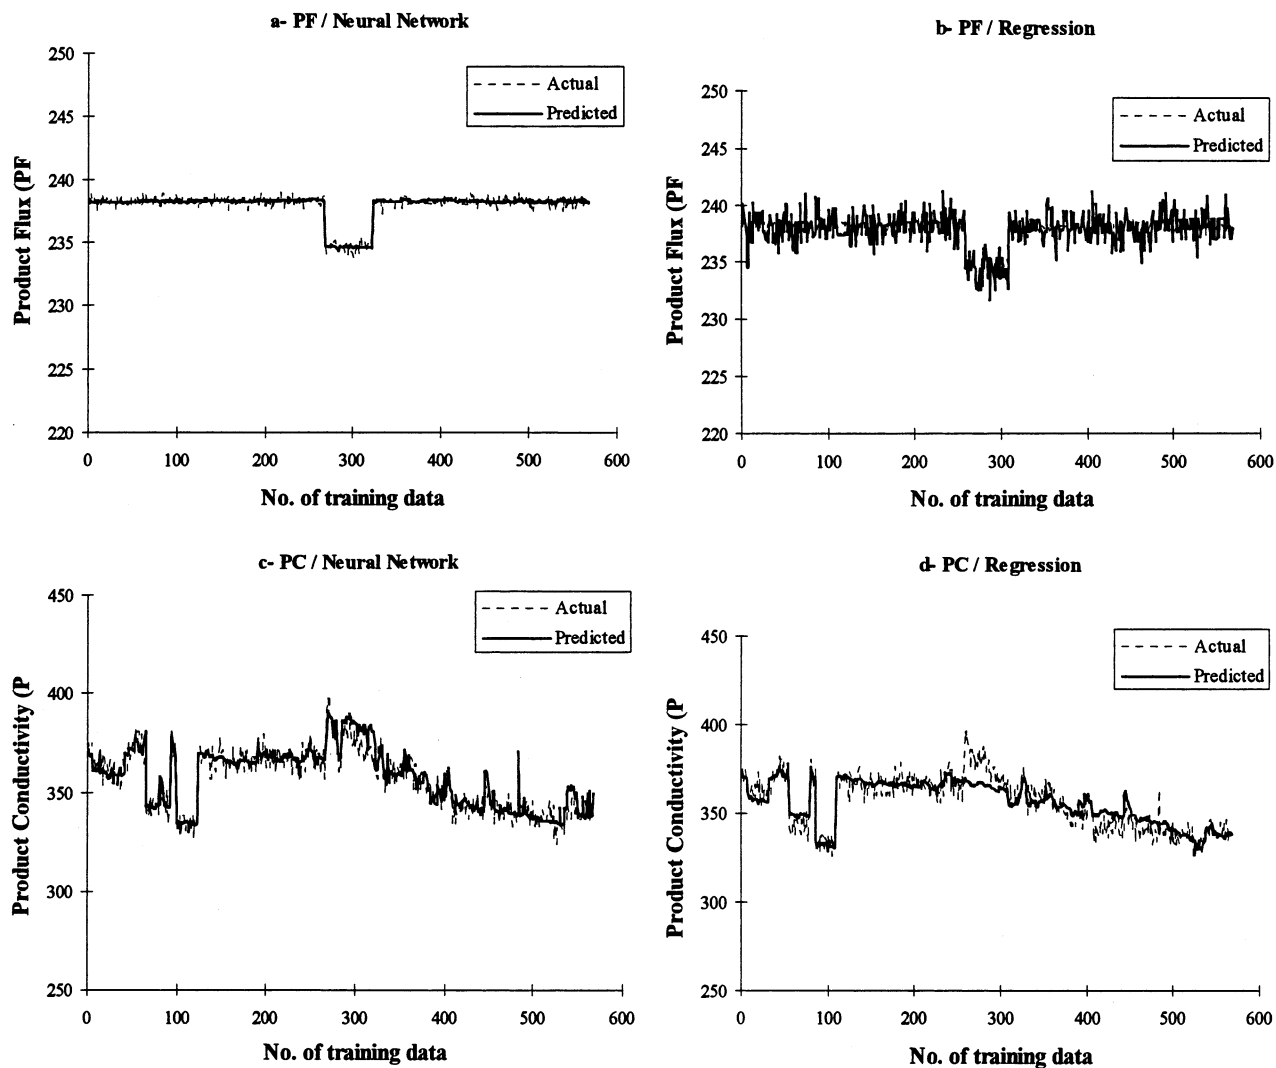 a- PF / Neural Network
250
245
240
235
230
225
220
Product Flux (PF
Actual
Predicted
0 100 200 300 400 500 600
No. of training data
b- PF / Regression
250
245
240
235
230
225
220
Product Flux (PF
Actual
Predicted
0 100 200 300 400 500 600
No. of training data
c- PC / Neural Network
450
400
350
300
250
Product Conductivity (P
Actual
Predicted
0 100 200 300 400 500 600
No. of training data
d- PC / Regression
450
400
350
300
250
Product Conductivity (P
Actual
Predicted
0 100 200 300 400 500 600
No. of training data